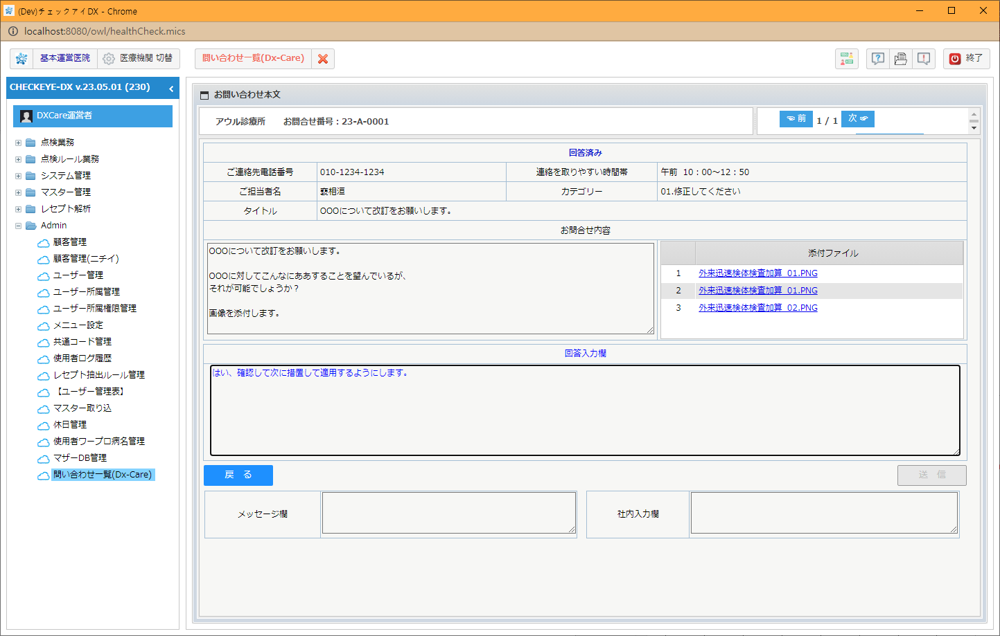 (Dev)チェックアイDX - Chrome
localhost:8080/owl/healthCheck.mics
基本運営医院
医療機関 切替
問い合わせ一覧(Dx-Care)
終了
CHECKEYE-DX v.23.05.01 (230)
DXCare運営者
点検業務
点検ルール業務
システム管理
マスター管理
レセプト解析
Admin
顧客管理
顧客管理(ニチイ)
ユーザー管理
ユーザー所属管理
ユーザー所属権限管理
メニュー設定
共通コード管理
使用者ログ履歴
レセプト抽出ルール管理
【ユーザー管理表】
マスター取り込
休日管理
使用者ワープロ病名管理
マザーDB管理
問い合わせ一覧(Dx-Care)
お問い合わせ本文
アウル診療所 お問合せ番号：23-A-0001
前 1 / 1 次
回答済み
ご連絡先電話番号 010-1234-1234 連絡を取りやすい時間帯 午前 10：00～12：50
ご担当者名 裵相洹 カテゴリー 01.修正してください
タイトル OOOについて改訂をお願いします。
お問合せ内容
OOOについて改訂をお願いします。
OOOに対してこんなにああすることを望んでいるが、
それが可能でしょうか？
画像を添付します。
添付ファイル
1 外来迅速検体検査加算_01.PNG
2 外来迅速検体検査加算_01.PNG
3 外来迅速検体検査加算_02.PNG
回答入力欄
はい、確認して次に措置して適用するようにします。
戻 る
送 信
メッセージ欄
社内入力欄